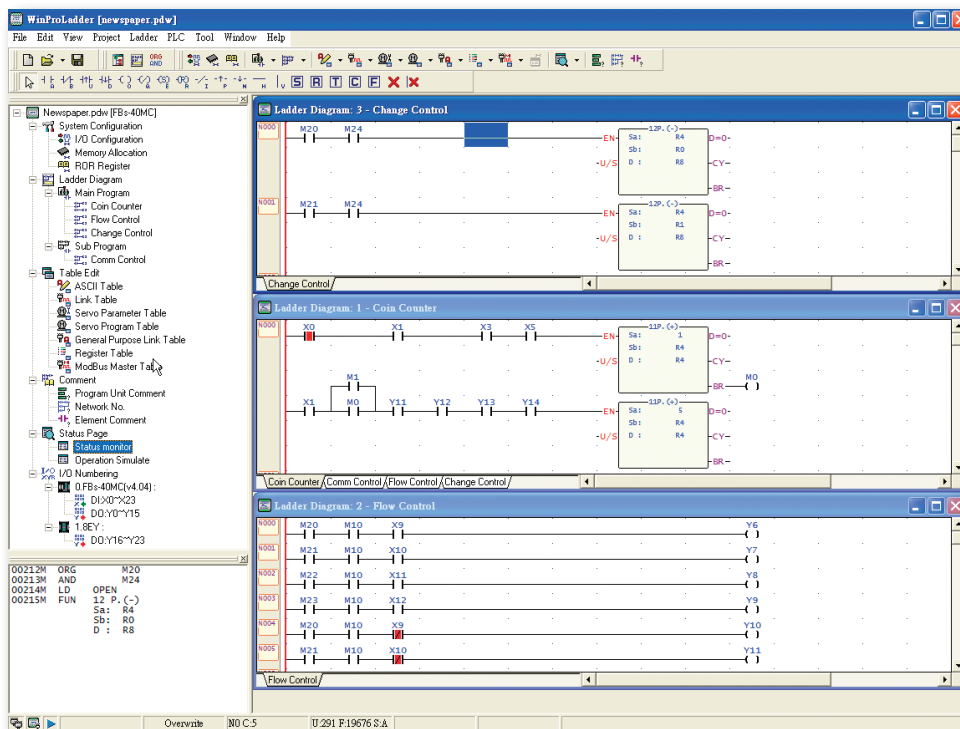 WinProLadder [newspaper.pdw]
File Edit View Project Ladder PLC Tool Window Help
S R T C F
Newspaper.pdw [FBs-40MC]
System Configuration
I/O Configuration
Memory Allocation
ROR Register
Ladder Diagram
Main Program
Coin Counter
Flow Control
Change Control
Sub Program
Comm Control
Table Edit
ASCII Table
Link Table
Servo Parameter Table
Servo Program Table
General Purpose Link Table
Register Table
ModBus Master Table
Comment
Program Unit Comment
Network No.
Element Comment
Status Page
Status monitor
Operation Simulate
I/O Numbering
0.FBs-40MC(v4.04) :
DI:X0~X23
DO:Y0~Y15
1.8EY :
DO:Y16~Y23
00212M ORG M20
00213M AND M24
00214M LD OPEN
00215M FUN 12 P.(-)
Sa: R4
Sb: R0
D : R8
Ladder Diagram: 3 - Change Control
N000 M20 M24 12P.(-)
EN Sa: R4 D=0
Sb: R0
U/S D : R8 CY
BR
N001 M21 M24 12P.(-)
EN Sa: R4 D=0
Sb: R1
U/S D : R8 CY
BR
Change Control
Ladder Diagram: 1 - Coin Counter
N000 X0 X1 X3 X5 11P.(+)
EN Sa: 1 D=0
Sb: R4
U/S D : R4 CY
M1 BR M0
X1 M0 Y11 Y12 Y13 Y14 11P.(+)
EN Sa: 5 D=0
Sb: R4
U/S D : R4 CY
BR
Coin Counter Comm Control Flow Control Change Control
Ladder Diagram: 2 - Flow Control
N000 M20 M10 X9 Y6
N001 M21 M10 X10 Y7
N002 M22 M10 X11 Y8
N003 M23 M10 X12 Y9
N004 M20 M10 X9 Y10
N005 M21 M10 X10 Y11
Flow Control
Overwrite N0 C:5 U:291 F:19676 S:A